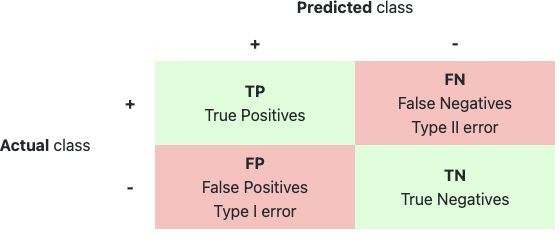 Predicted class
+ -
TP
True Positives
FN
False Negatives
Type II error
+
Actual class
FP
False Positives
Type I error
TN
True Negatives
-